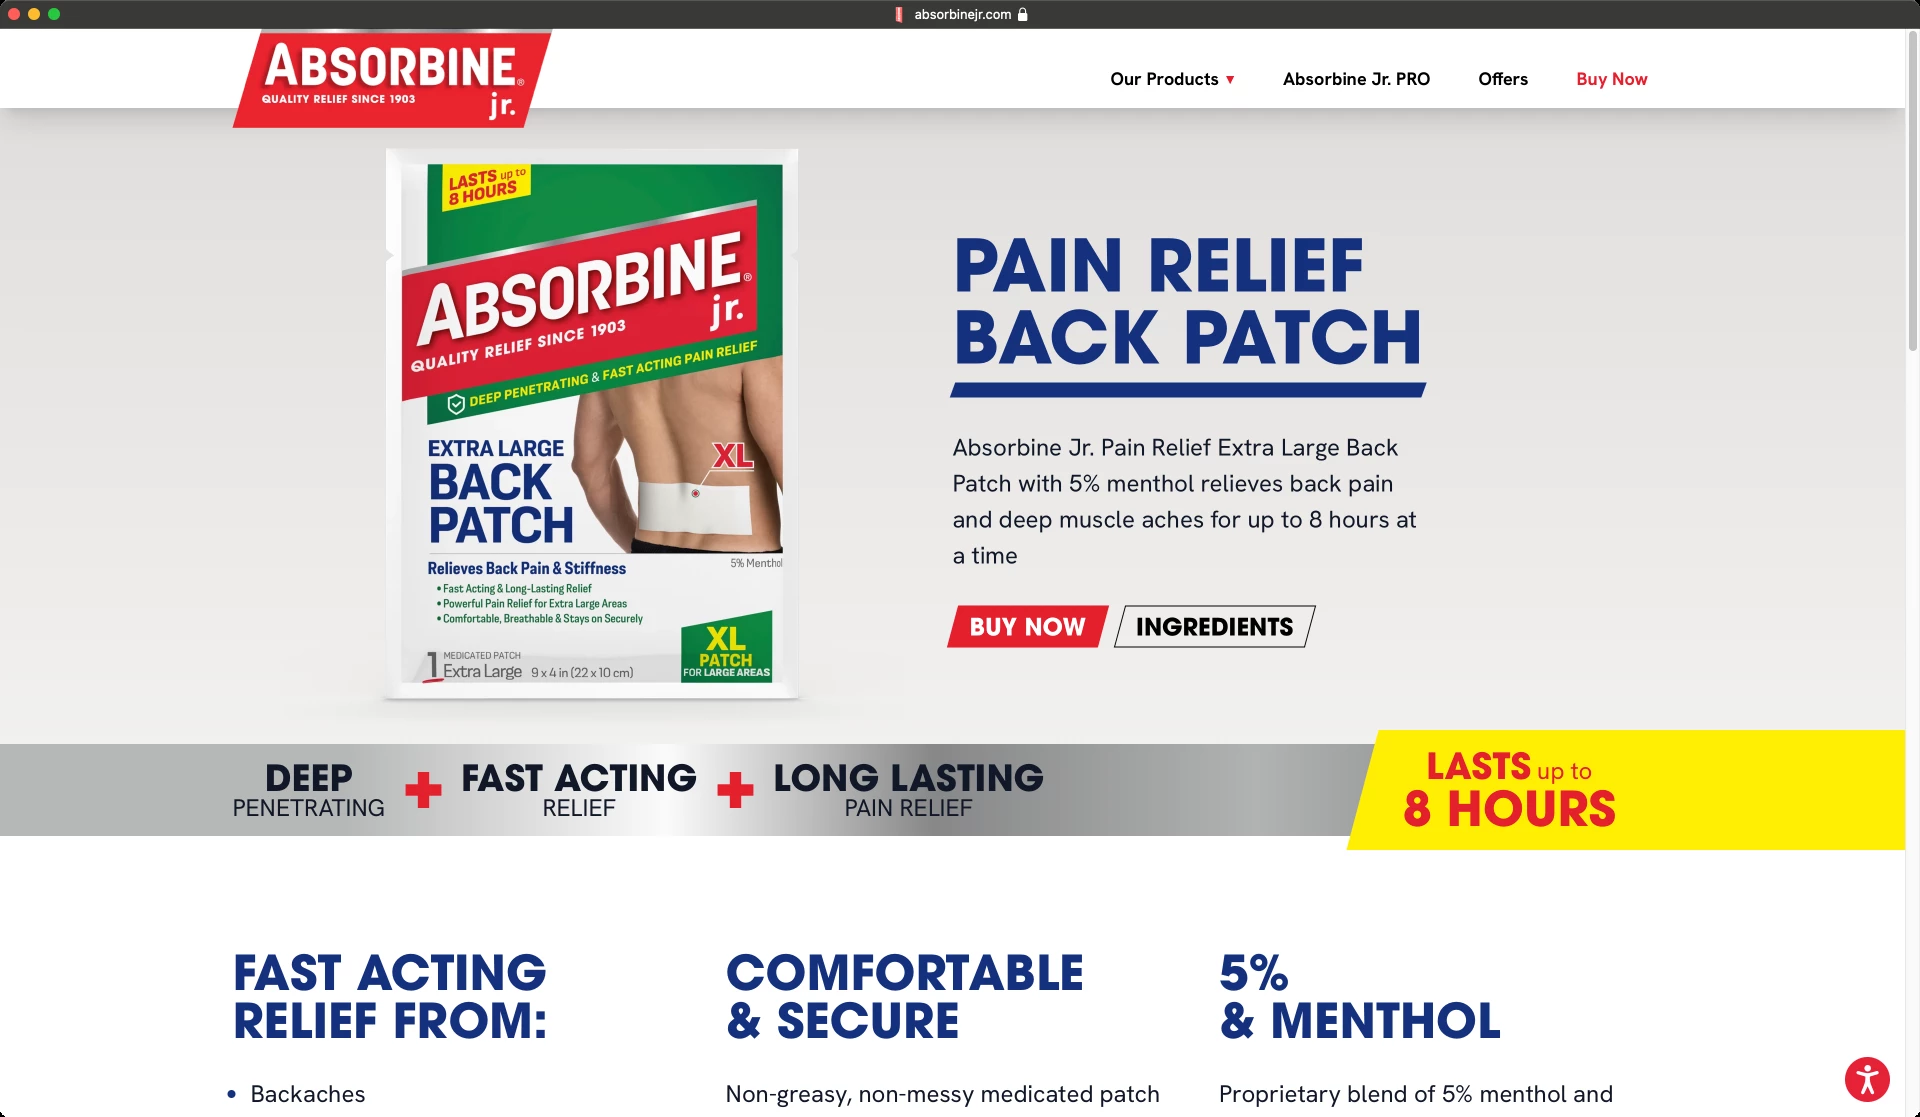 absorbinejr.com
ABSORBINE®
QUALITY RELIEF SINCE 1903
jr.
Our Products ▼
Absorbine Jr. PRO
Offers
Buy Now
LASTS up to
8 HOURS
ABSORBINE®
jr.
QUALITY RELIEF SINCE 1903
DEEP PENETRATING & FAST ACTING PAIN RELIEF
EXTRA LARGE
BACK
PATCH
XL
5% Menthol
Relieves Back Pain & Stiffness
• Fast Acting & Long-Lasting Relief
• Powerful Pain Relief for Extra Large Areas
• Comfortable, Breathable & Stays on Securely
1 MEDICATED PATCH
Extra Large 9 x 4 in (22 x 10 cm)
XL
PATCH
FOR LARGE AREAS
PAIN RELIEF
BACK PATCH
Absorbine Jr. Pain Relief Extra Large Back
Patch with 5% menthol relieves back pain
and deep muscle aches for up to 8 hours at
a time
BUY NOW
INGREDIENTS
DEEP
PENETRATING
FAST ACTING
RELIEF
LONG LASTING
PAIN RELIEF
LASTS up to
8 HOURS
FAST ACTING
RELIEF FROM:
• Backaches
COMFORTABLE
& SECURE
Non-greasy, non-messy medicated patch
5%
& MENTHOL
Proprietary blend of 5% menthol and